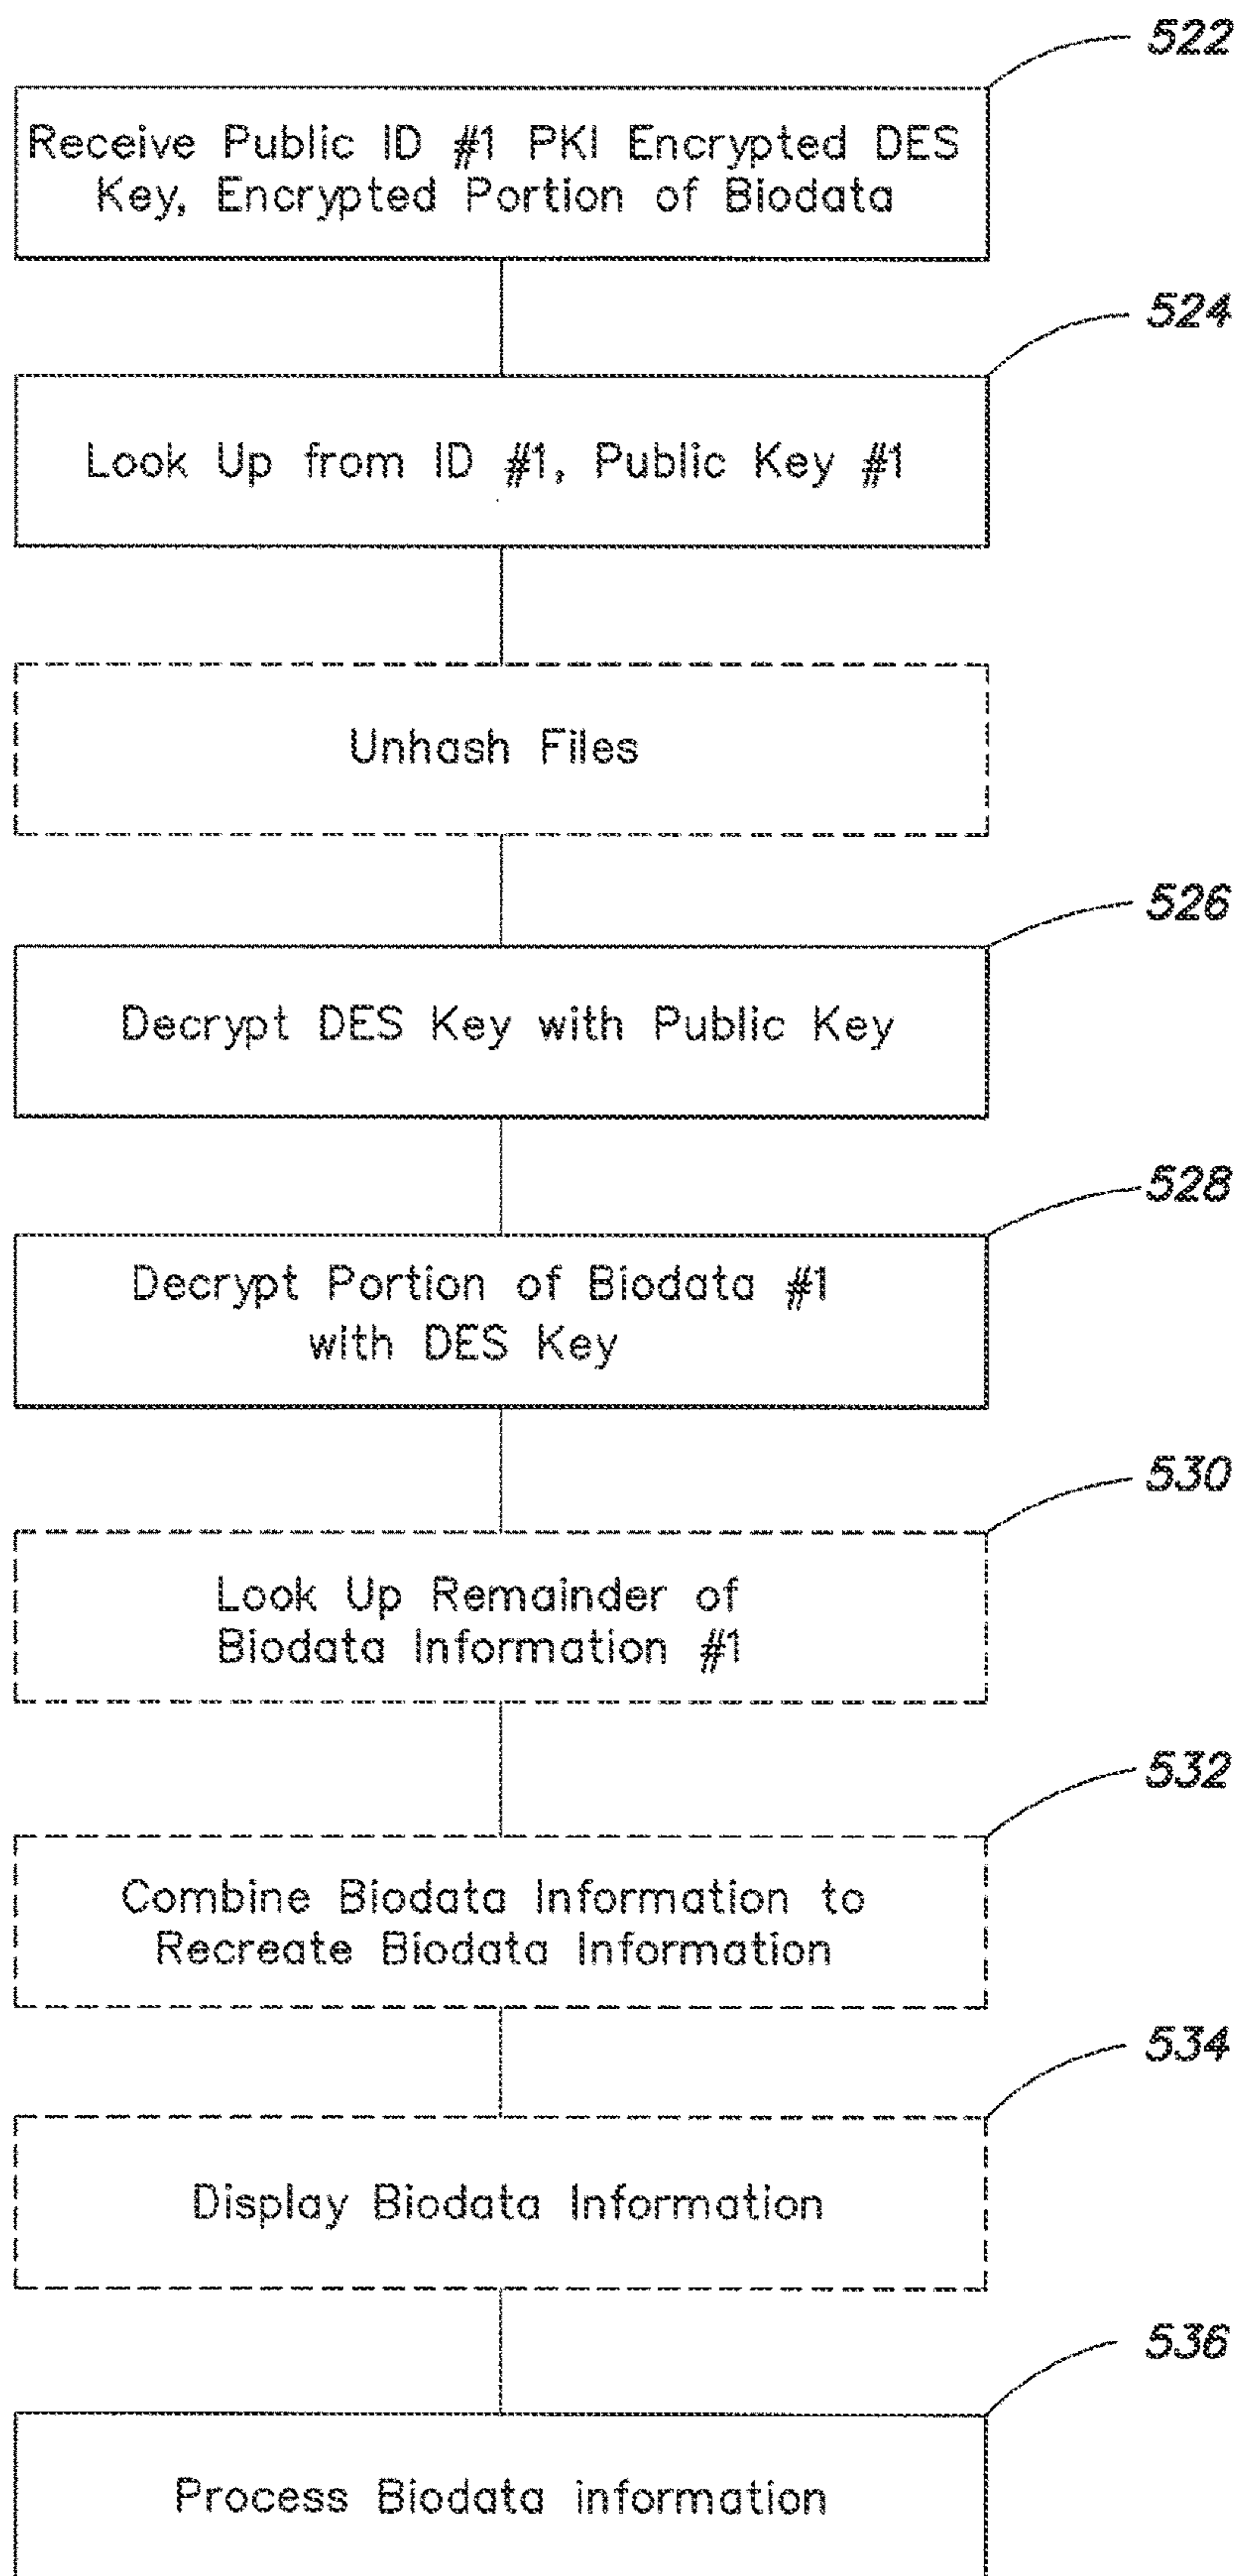 522
Receive Public ID #1 PKI Encrypted DES
Key, Encrypted Portion of Biodata
524
Look Up from ID #1, Public Key #1
Unhash Files
526
Decrypt DES Key with Public Key
528
Decrypt Portion of Biodata #1
with DES Key
530
Look Up Remainder of
Biodata Information #1
532
Combine Biodata Information to
Recreate Biodata Information
534
Display Biodata Information
536
Process Biodata information